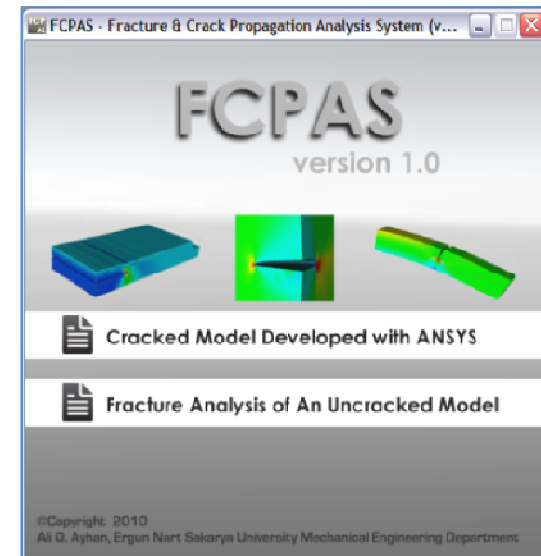 FCPAS - Fracture & Crack Propagation Analysis System (v...
FCPAS
version 1.0
Cracked Model Developed with ANSYS
Fracture Analysis of An Uncracked Model
©Copyright 2010
Ali O. Ayhan, Ergun Nart Sakarya University Mechanical Engineering Department